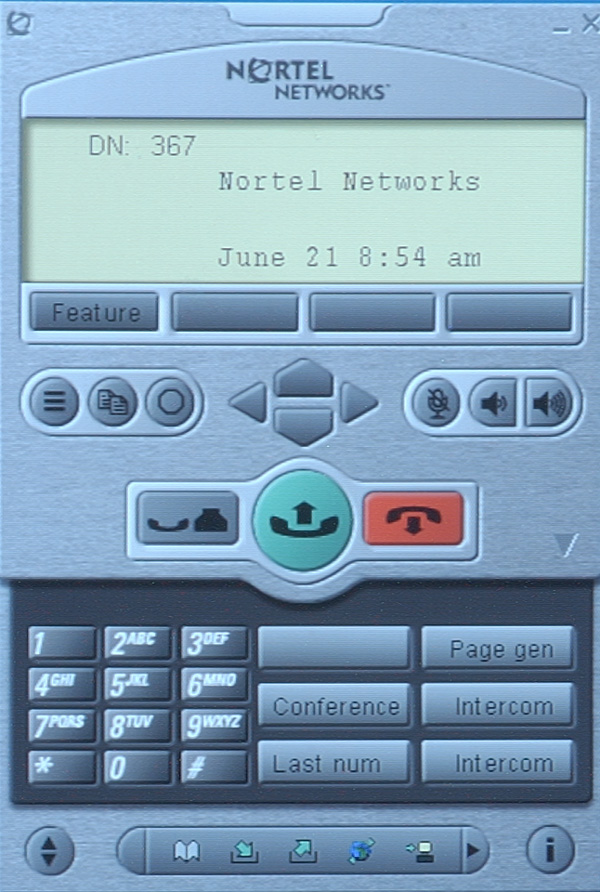 NORTEL
NETWORKS
DN: 367
Nortel Networks
June 21 8:54 am
Feature
1 2ABC 3DEF
4GHI 5JKL 6MNO
7PQRS 8TUV 9WXYZ
* 0 #
Page gen
Conference Intercom
Last num Intercom
i